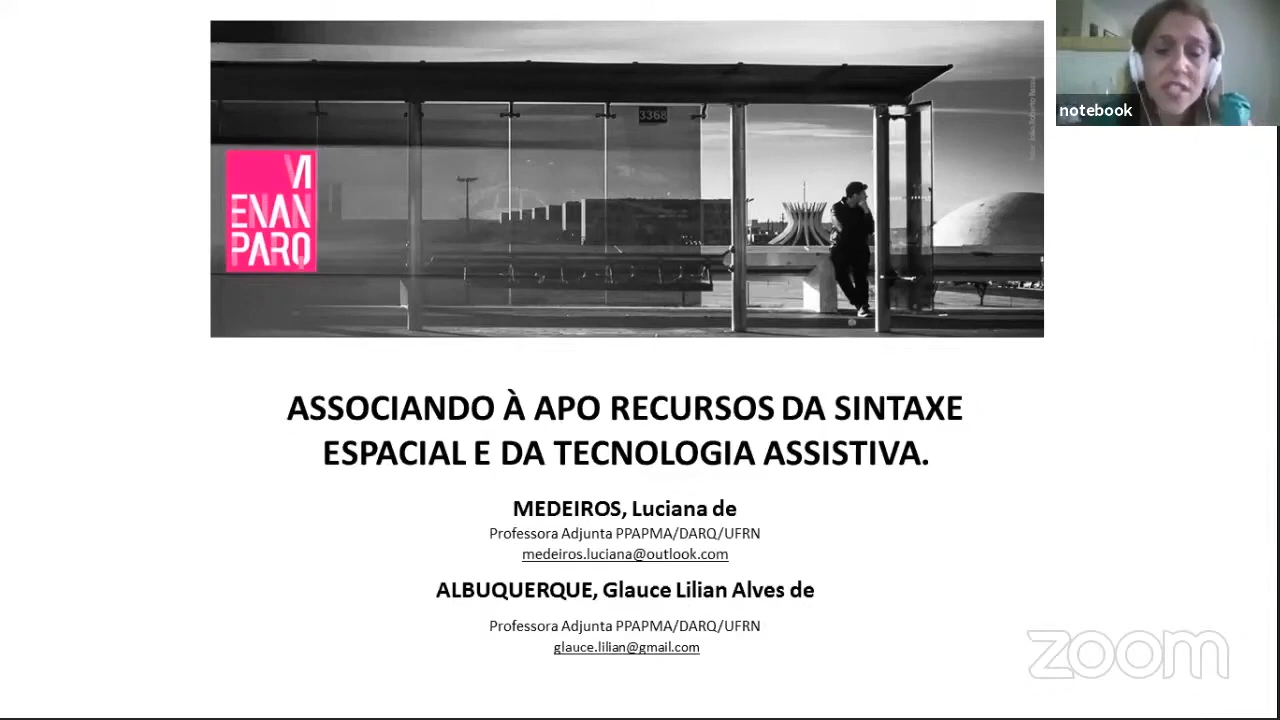 3368
VI
ENAN
PARQ
notebook
ASSOCIANDO À APO RECURSOS DA SINTAXE
ESPACIAL E DA TECNOLOGIA ASSISTIVA.
MEDEIROS, Luciana de
Professora Adjunta PPAPMA/DARQ/UFRN
medeiros.luciana@outlook.com
ALBUQUERQUE, Glauce Lilian Alves de
Professora Adjunta PPAPMA/DARQ/UFRN
glauce.lilian@gmail.com
zoom